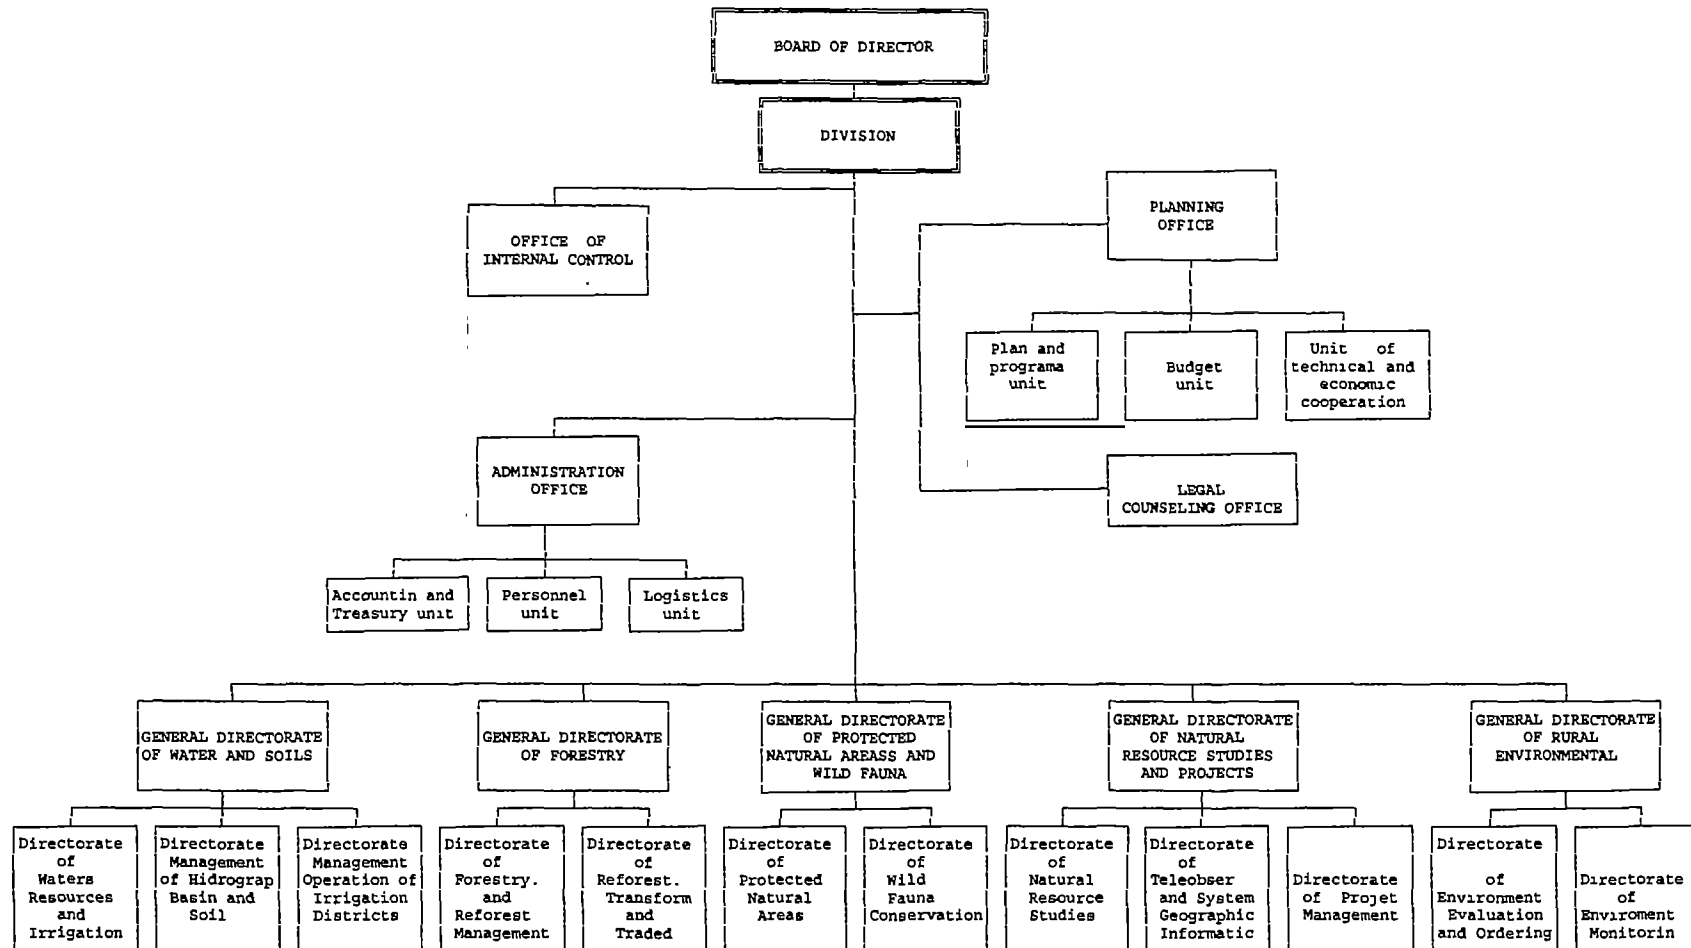 BOARD OF DIRECTOR
DIVISION
OFFICE OF
INTERNAL CONTROL
PLANNING
OFFICE
Plan and
programa
unit
Budget
unit
Unit of
technical and
economic
cooperation
ADMINISTRATION
OFFICE
LEGAL
COUNSELING OFFICE
Accountin and
Treasury unit
Personnel
unit
Logistics
unit
GENERAL DIRECTORATE
OF WATER AND SOILS
GENERAL DIRECTORATE
OF FORESTRY
GENERAL DIRECTORATE
OF PROTECTED
NATURAL AREASS AND
WILD FAUNA
GENERAL DIRECTORATE
OF NATURAL
RESOURCE STUDIES
AND PROJECTS
GENERAL DIRECTORATE
OF RURAL
ENVIRONMENTAL
Directorate
of
Waters
Resources
and
Irrigation
Directorate
Management
of Hidrograp
Basin and
Soil
Directorate
Management
Operation of
Irrigation
Districts
Directorate
of
Forestry.
and
Reforest
Management
Directorate
of
Reforest.
Transform
and
Traded
Directorate
of
Protected
Natural
Areas
Directorate
of
Wild
Fauna
Conservation
Directorate
of
Natural
Resource
Studies
Directorate
of
Teleobser
and System
Geographic
Informatic
Directorate
of Projet
Management
Directorate
of
Environment
Evaluation
and Ordering
Directorate
of
Enviroment
Monitorin